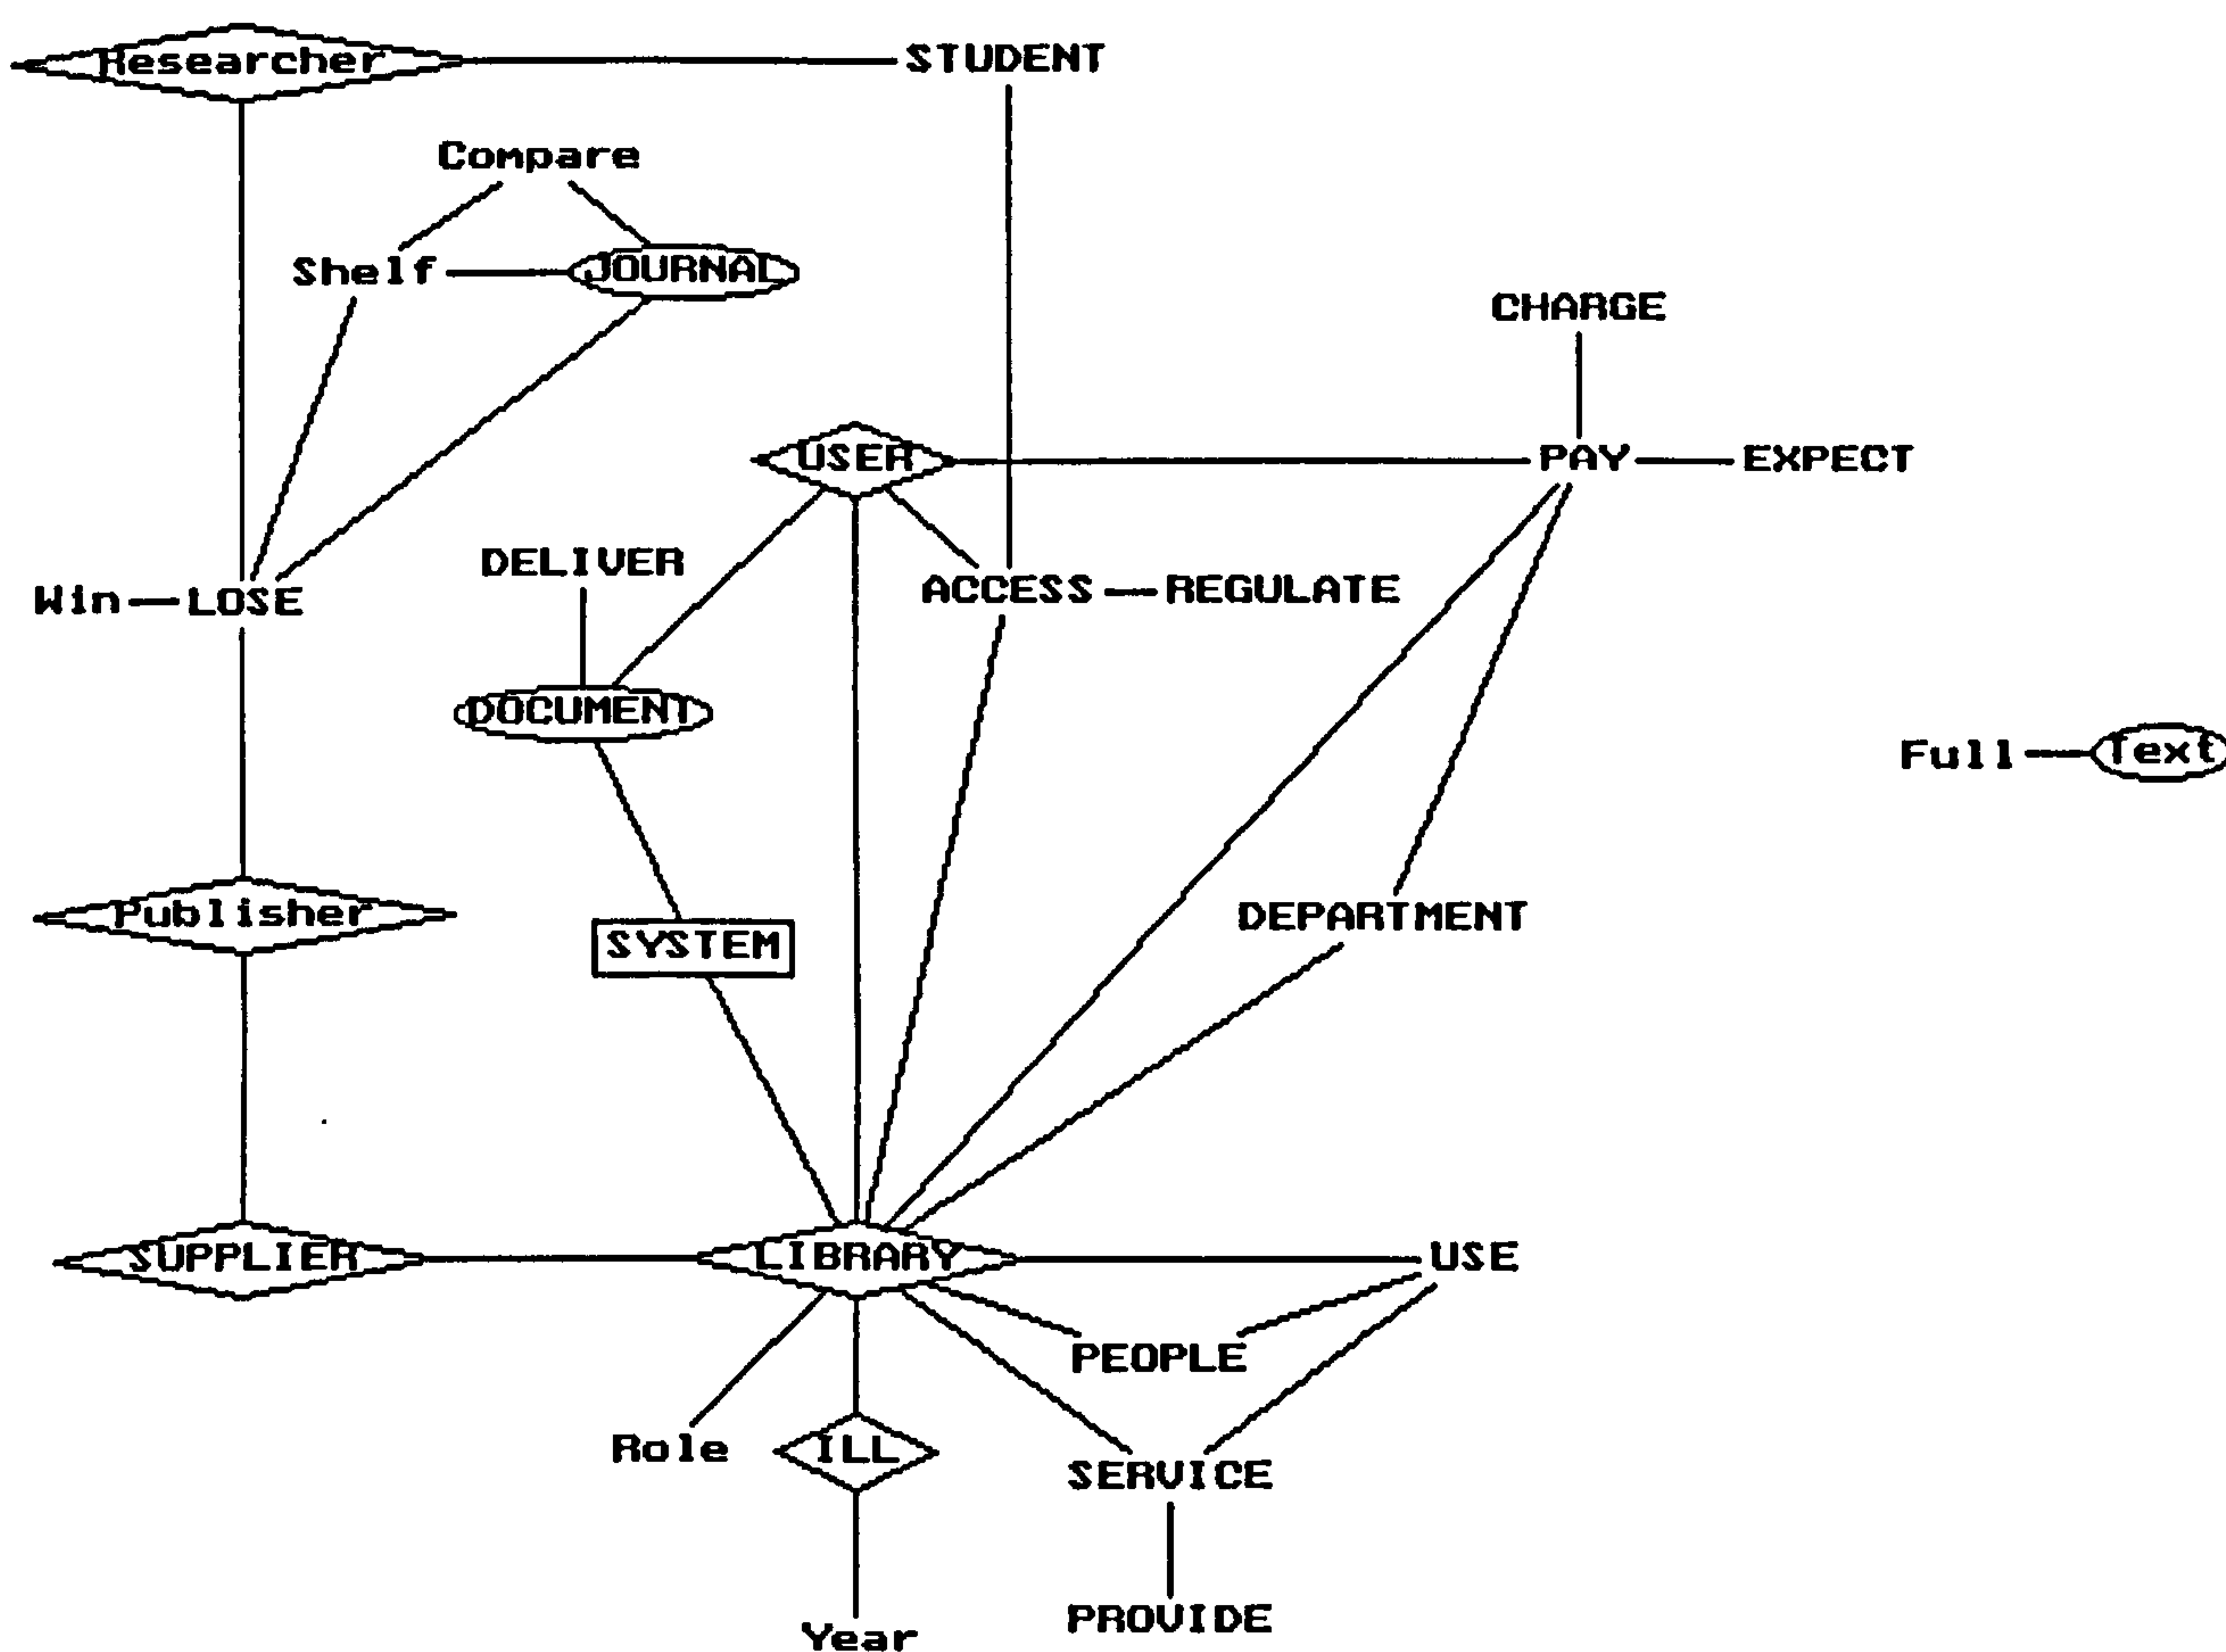 Researcher
STUDENT
Compare
Shelf
JOURNAL
CHARGE
USER
PAY
EXPECT
DELIVER
Win
LOSE
ACCESS
REGULATE
DOCUMENT
Full
Text
Publisher
DEPARTMENT
SYSTEM
SUPPLIER
LIBRARY
USE
PEOPLE
Role
ILL
SERVICE
PROVIDE
Year